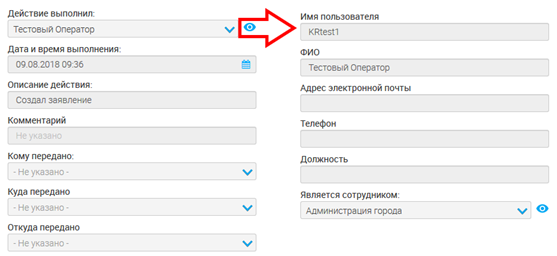 Действие выполнил:
Тестовый Оператор
Дата и время выполнения:
09.08.2018 09:36
Описание действия:
Создал заявление
Комментарий
Не указано
Кому передано:
- Не указано -
Куда передано
- Не указано -
Откуда передано
- Не указано -
Имя пользователя
KRtest1
ФИО
Тестовый Оператор
Адрес электронной почты
Телефон
Должность
Является сотрудником:
Администрация города